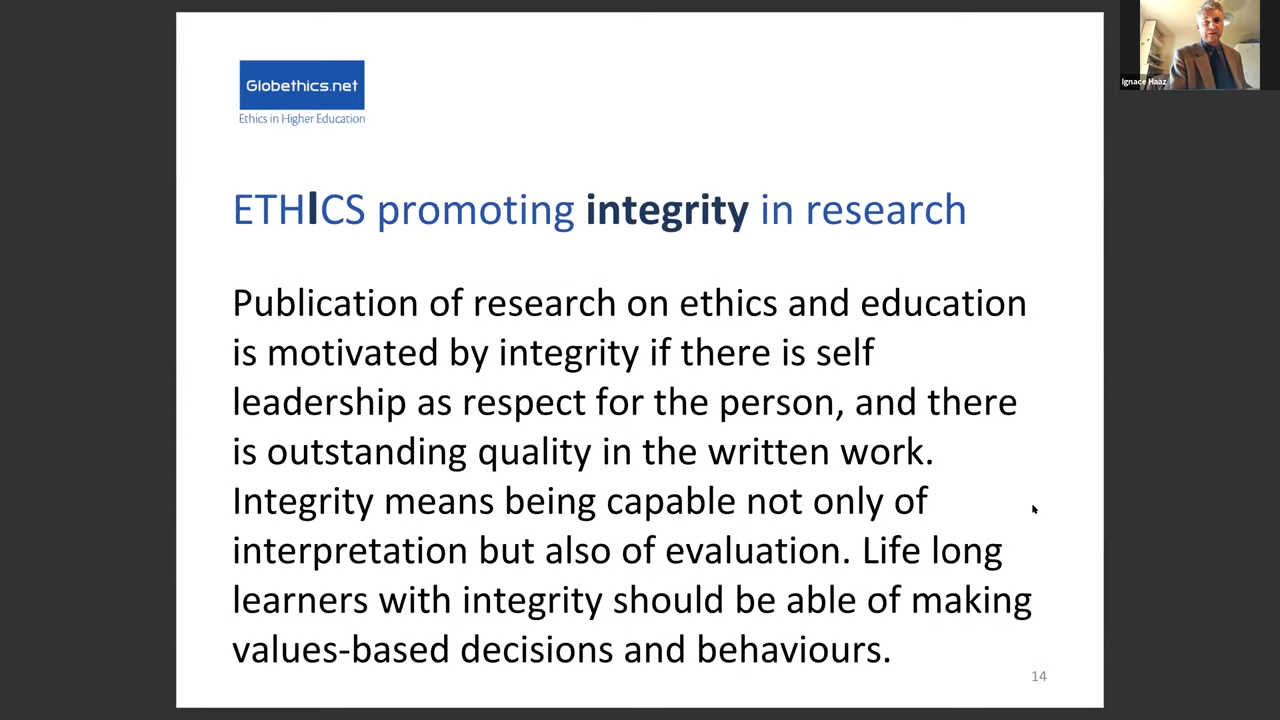 Globethics.net
Ethics in Higher Education
Ignace Haaz
ETHICS promoting integrity in research
Publication of research on ethics and education
is motivated by integrity if there is self
leadership as respect for the person, and there
is outstanding quality in the written work.
Integrity means being capable not only of
interpretation but also of evaluation. Life long
learners with integrity should be able of making
values-based decisions and behaviours.
14